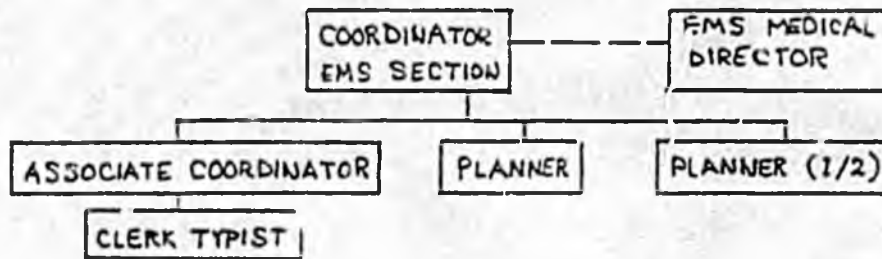 COORDINATOR
EMS SECTION
EMS MEDICAL
DIRECTOR
ASSOCIATE COORDINATOR
PLANNER
PLANNER (1/2)
CLERK TYPIST